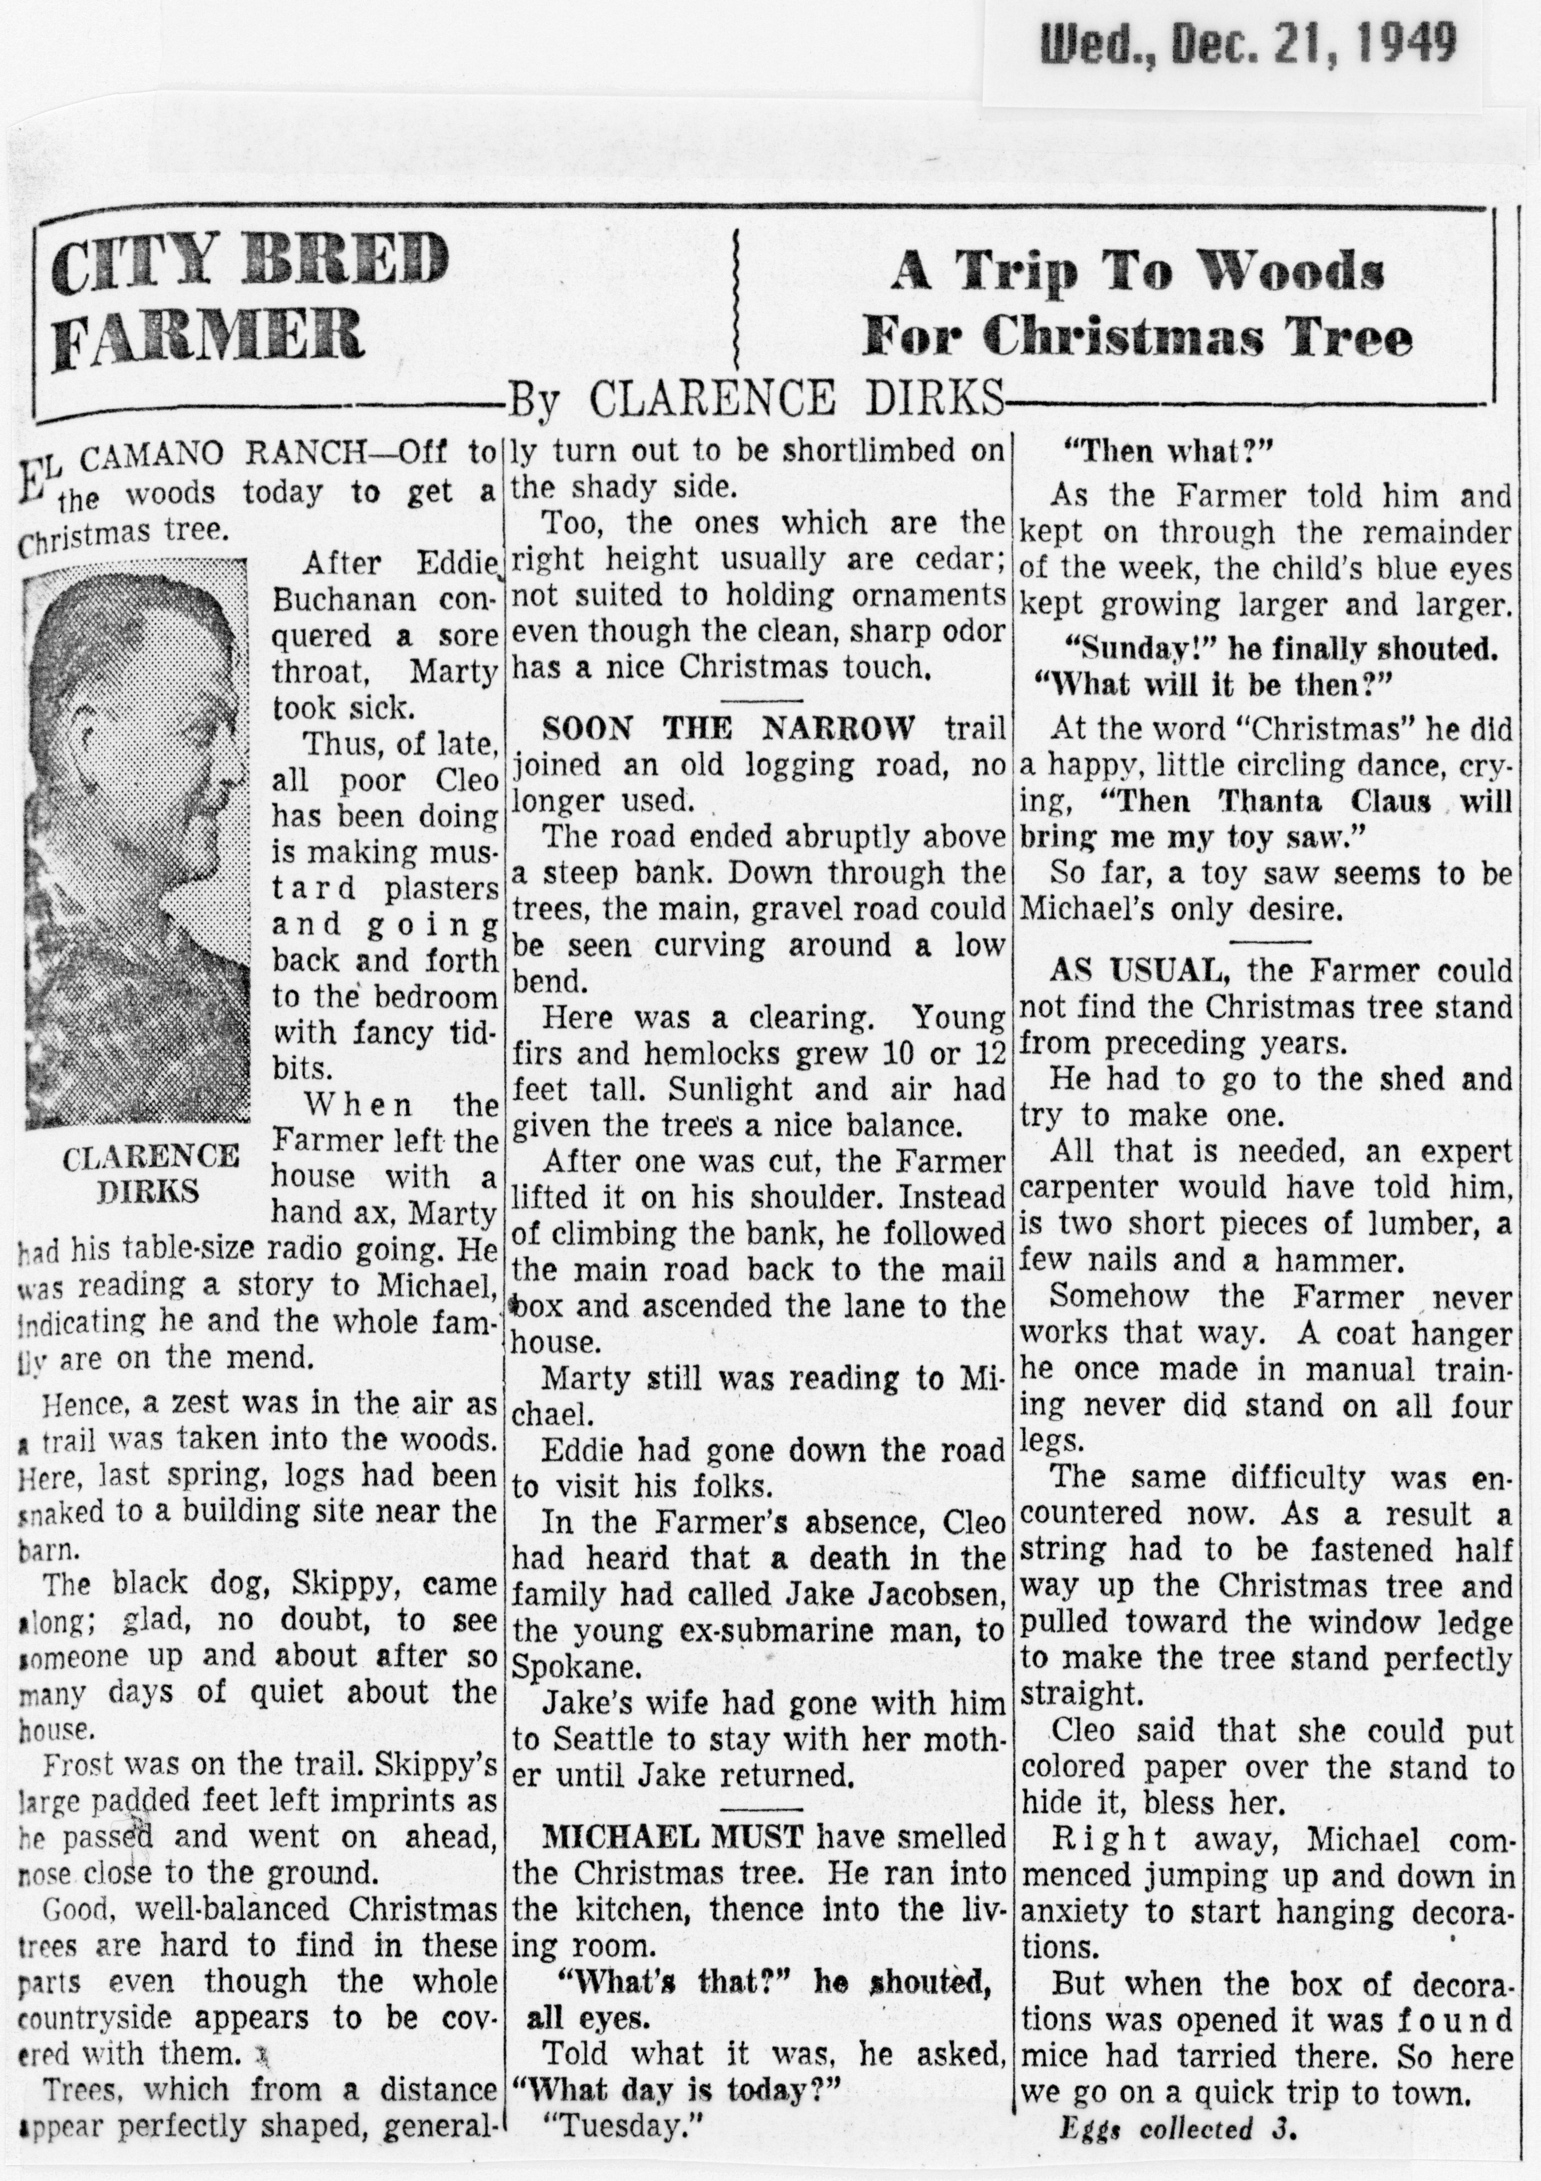 Wed., Dec. 21, 1949
CITY BRED
FARMER
A Trip To Woods
For Christmas Tree
By CLARENCE DIRKS
EL CAMANO RANCH—Off to
the woods today to get a
Christmas tree.
After Eddie
Buchanan con-
quered a sore
throat, Marty
took sick.
Thus, of late,
all poor Cleo
has been doing
is making mus-
tard plasters
and going
back and forth
to the bedroom
with fancy tid-
bits.
When the
Farmer left the
house with a
hand ax, Marty
CLARENCE
DIRKS
had his table-size radio going. He
was reading a story to Michael,
indicating he and the whole fam-
ily are on the mend.
Hence, a zest was in the air as
a trail was taken into the woods.
Here, last spring, logs had been
snaked to a building site near the
barn.
The black dog, Skippy, came
along; glad, no doubt, to see
someone up and about after so
many days of quiet about the
house.
Frost was on the trail. Skippy's
large padded feet left imprints as
he passed and went on ahead,
nose close to the ground.
Good, well-balanced Christmas
trees are hard to find in these
parts even though the whole
countryside appears to be cov-
ered with them.
Trees, which from a distance
appear perfectly shaped, general-
ly turn out to be shortlimbed on
the shady side.
Too, the ones which are the
right height usually are cedar;
not suited to holding ornaments
even though the clean, sharp odor
has a nice Christmas touch.
SOON THE NARROW trail
joined an old logging road, no
longer used.
The road ended abruptly above
a steep bank. Down through the
trees, the main, gravel road could
be seen curving around a low
bend.
Here was a clearing. Young
firs and hemlocks grew 10 or 12
feet tall. Sunlight and air had
given the trees a nice balance.
After one was cut, the Farmer
lifted it on his shoulder. Instead
of climbing the bank, he followed
the main road back to the mail
box and ascended the lane to the
house.
Marty still was reading to Mi-
chael.
Eddie had gone down the road
to visit his folks.
In the Farmer's absence, Cleo
had heard that a death in the
family had called Jake Jacobsen,
the young ex-submarine man, to
Spokane.
Jake's wife had gone with him
to Seattle to stay with her moth-
er until Jake returned.
MICHAEL MUST have smelled
the Christmas tree. He ran into
the kitchen, thence into the liv-
ing room.
"What's that?" he shouted,
all eyes.
Told what it was, he asked,
"What day is today?"
"Tuesday."
"Then what?"
As the Farmer told him and
kept on through the remainder
of the week, the child's blue eyes
kept growing larger and larger.
"Sunday!" he finally shouted.
"What will it be then?"
At the word "Christmas" he did
a happy, little circling dance, cry-
ing, "Then Thanta Claus will
bring me my toy saw."
So far, a toy saw seems to be
Michael's only desire.
AS USUAL, the Farmer could
not find the Christmas tree stand
from preceding years.
He had to go to the shed and
try to make one.
All that is needed, an expert
carpenter would have told him,
is two short pieces of lumber, a
few nails and a hammer.
Somehow the Farmer never
works that way. A coat hanger
he once made in manual train-
ing never did stand on all four
legs.
The same difficulty was en-
countered now. As a result a
string had to be fastened half
way up the Christmas tree and
pulled toward the window ledge
to make the tree stand perfectly
straight.
Cleo said that she could put
colored paper over the stand to
hide it, bless her.
Right away, Michael com-
menced jumping up and down in
anxiety to start hanging decora-
tions.
But when the box of decora-
tions was opened it was found
mice had tarried there. So here
we go on a quick trip to town.
Eggs collected 3.